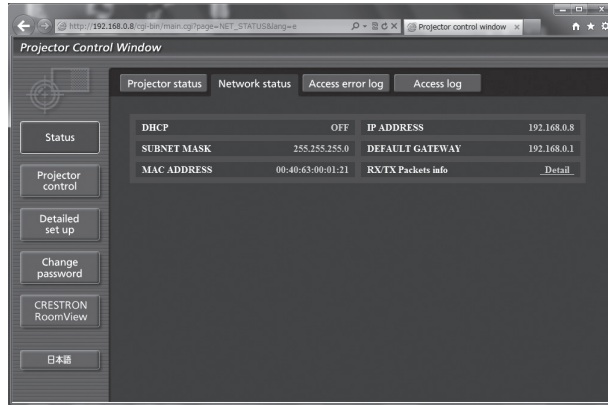 http://192.168.0.8/cgi-bin/main.cgi?page=NET_STATUS&lang=e
Projector control window
Projector Control Window
Projector status
Network status
Access error log
Access log
Status
Projector control
Detailed set up
Change password
CRESTRON RoomView
日本語
DHCP OFF IP ADDRESS 192.168.0.8
SUBNET MASK 255.255.255.0 DEFAULT GATEWAY 192.168.0.1
MAC ADDRESS 00:40:63:00:01:21 RX/TX Packets info Detail